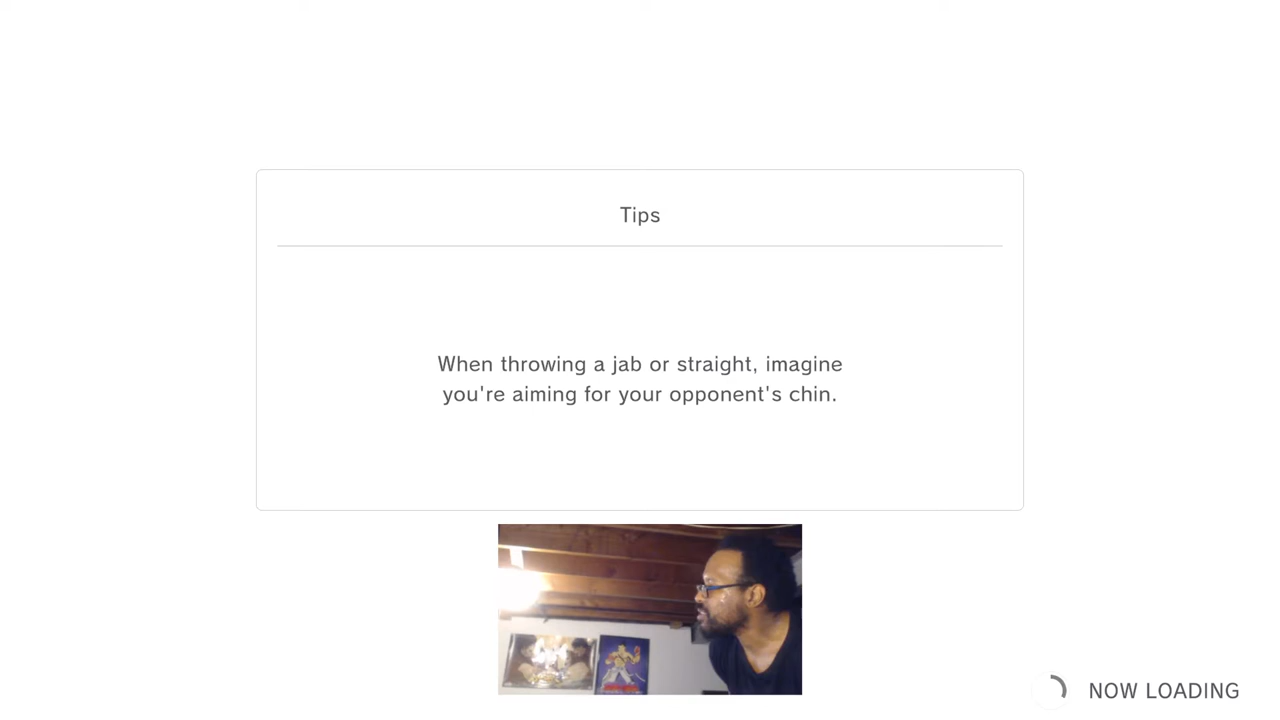 Tips
When throwing a jab or straight, imagine
you're aiming for your opponent's chin.
NOW LOADING